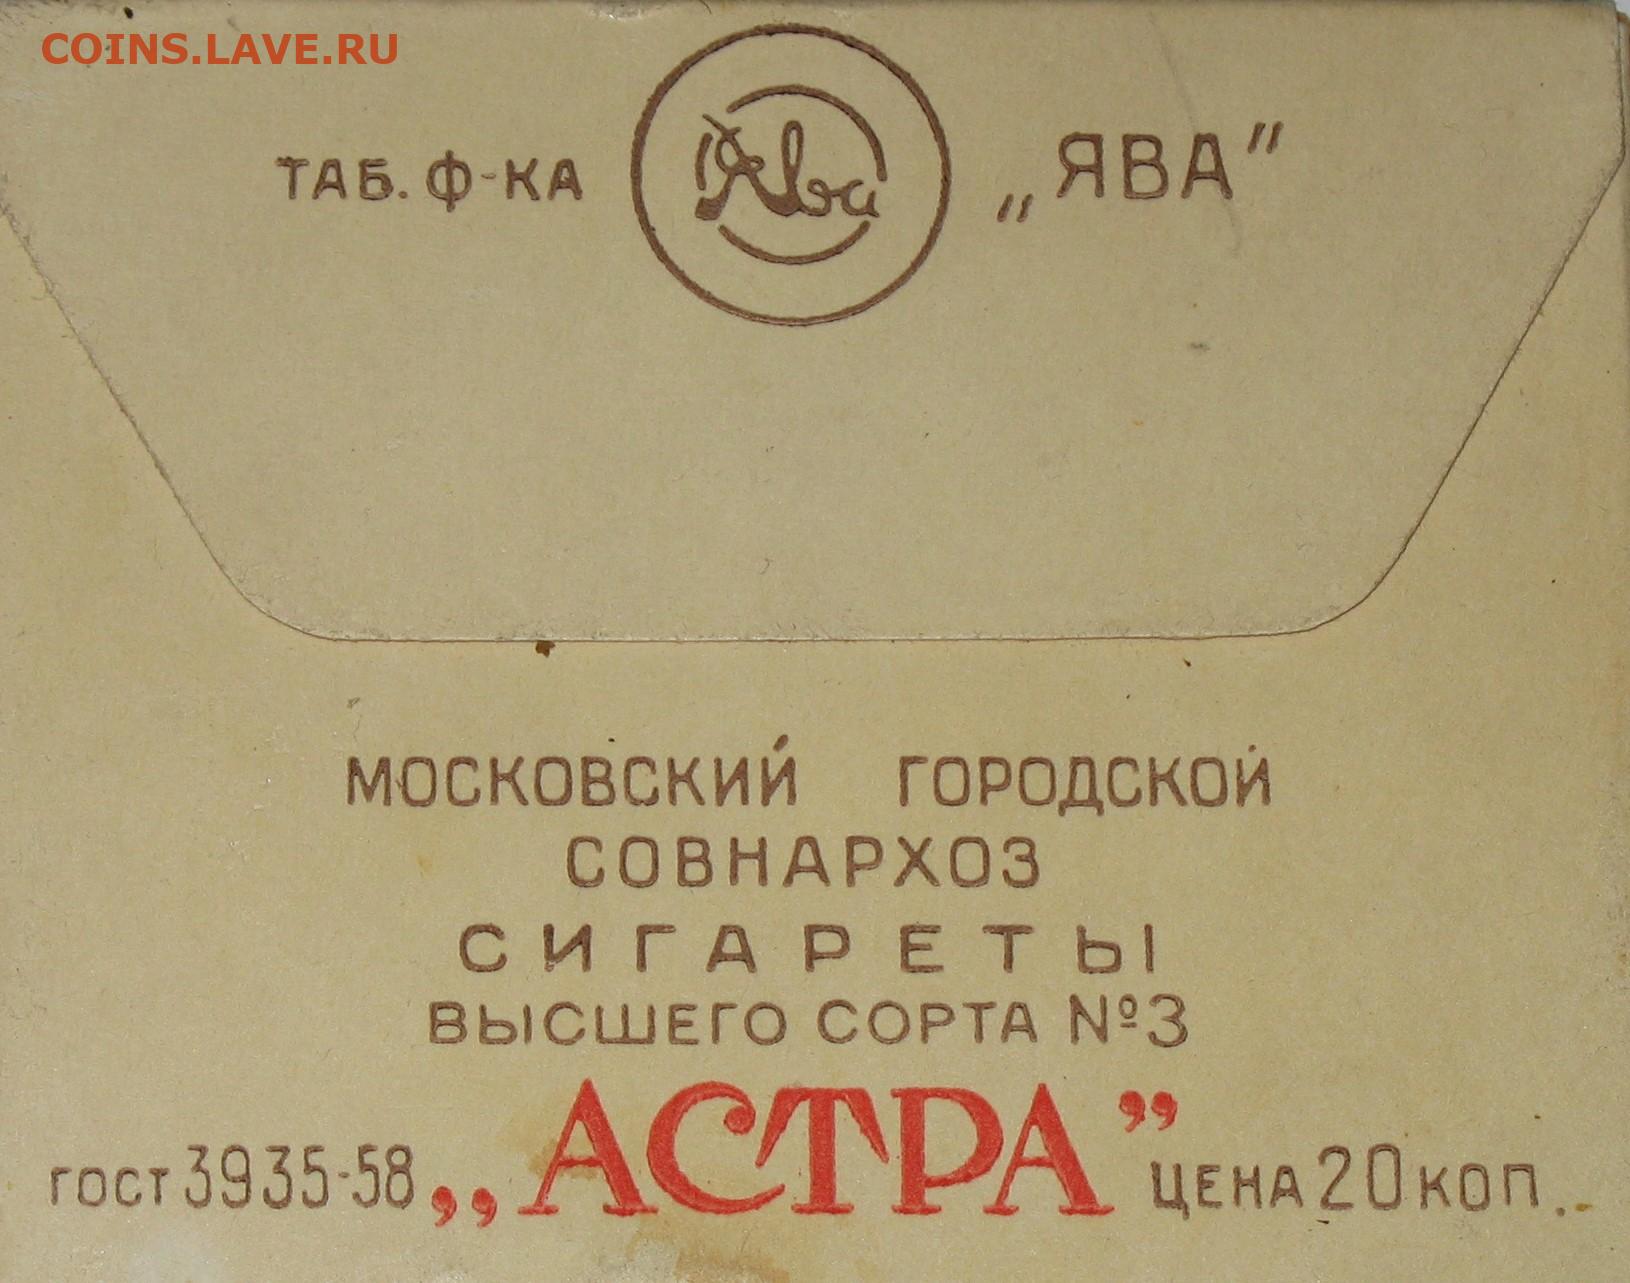 COINS.LAVE.RU
ТАБ. Ф-КА Ява „ЯВА”
МОСКОВСКИЙ ГОРОДСКОЙ
СОВНАРХОЗ
СИГАРЕТЫ
ВЫСШЕГО СОРТА №3
ГОСТ 3935-58 „АСТРА” ЦЕНА 20 КОП.